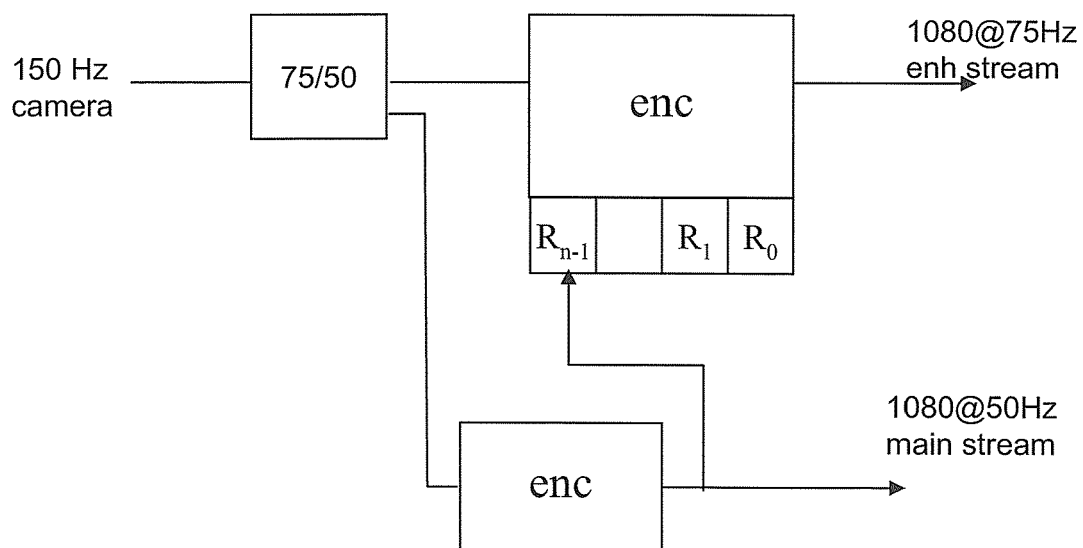 150 Hz
camera
75/50
enc
1080@75Hz
enh stream
Rn-1
R1
R0
enc
1080@50Hz
main stream